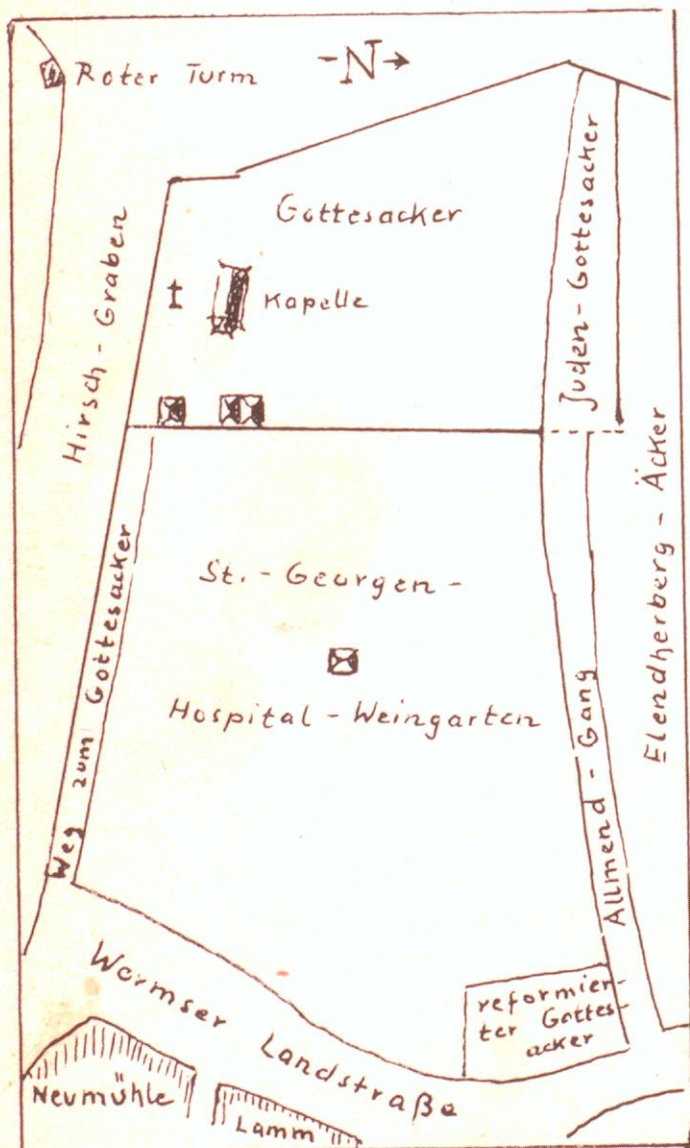 Roter Turm
-N→
Gottesacker
Kapelle
Juden-Gottesacker
Hirsch-Graben
Elendherberg-Äcker
Weg zum Gottesacker
St.-Georgen-
Hospital-Weingarten
Allmend-Gang
Wormser Landstraße
reformier-
ter Gottes-
acker
Neumühle
Lamm